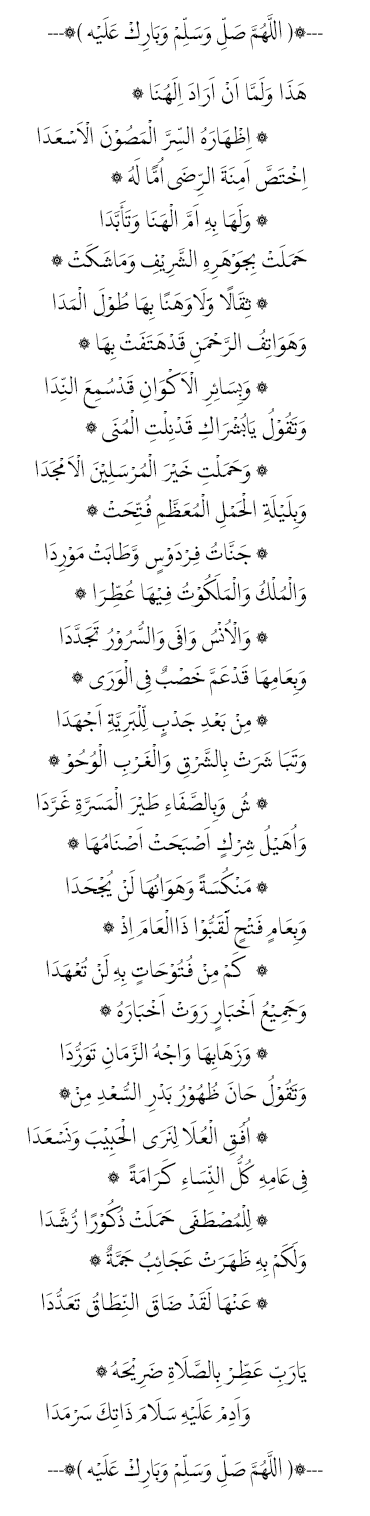 ---۞( اللَّهُمَّ صَلِّ وَسَلِّمْ وَبَارِكْ عَلَيْه )۞---
هَذَا وَلَمَّا اَنْ اَرَادَ اِلَهُنَا ۞
۞ اِظْهَارَهُ السِّرَّ الْمَصُوْنَ الْاَسْعَدَا
اِخْتَصَّ اَمِنَةَ الرِّضَى اُمًّا لَهُ ۞
۞ وَلَهَا بِهِ اَمَّ الْهَنَا وَتَأَبَّدَا
حَمَلَتْ بِجَوْهَرِهِ الشَّرِيْفِ وَمَاشَكَتْ ۞
۞ ثِقَالًا وَلَاوَهَنًا بِهَا طُوْلَ الْمَدَا
وَهَوَاتِفُ الرَّحْمَنِ قَدْهَتَفَتْ بِهَا ۞
۞ وَبِسَائِرِ الْاَكْوَانِ قَدْسُمِعَ النِّدَا
وَتَقُوْلُ يَابُشْرَاكِ قَدْنِلْتِ الْمُنَى ۞
۞ وَحَمَلْتِ خَيْرَ الْمُرْسَلِيْنَ الْاَمْجَدَا
وَبِلَيْلَةِ الْحَمْلِ الْمُعَظَّمِ فُتِّحَتْ ۞
۞ جَنَّاتُ فِرْدَوْسٍ وَّطَابَتْ مَوْرِدَا
وَالْمُلْكُ وَالْمَلَكُوْتُ فِيْهَا عُطِّرَا ۞
۞ وَالْاُنْسُ وَافَى وَالسُّرُوْرُ تَجَدَّدَا
وَبِعَامِهَا قَدْعَمَّ خَصْبٌ فِى الْوَرَى ۞
۞ مِنْ بَعْدِ جَدْبٍ لِّلْبَرِيَّةِ اَجْهَدَا
وَتَبَا شَرَتْ بِالشَّرْقِ وَالْغَرْبِ الْوُحُوْ ۞
۞ شُ وَبِالصَّفَاءِ طَيْرَ الْمَسَرَّةِ غَرَّدَا
وَاُهَيْلُ شِرْكٍ اَصْبَحَتْ اَصْنَامُهَا ۞
۞ مَنْكُسَةً وَهَوَانُهَا لَنْ يُجْحَدَا
وَبِعَامٍ فَتْحٍ لَّقَبُّوْا ذَاالْعَامَ اِذْ ۞
۞ كَمْ مِنْ فُتُوْحَاتٍ بِهِ لَنْ تُعْهَدَا
وَجَمِيْعُ اَخْبَارٍ رَوَتْ اَخْبَارَهُ ۞
۞ وَزَهَابِهَا وَاجْهُ الزَّمَانِ تَوَرُّدَا
وَتَقُوْلُ حَانَ ظُهُوْرُ بَدْرِ السُّعْدِ مِنْ۞
۞ اُفُقِ الْعُلَا لِنَرَى الْحَبِيْبَ وَنَسْعَدَا
فِى عَامِهِ كُلُّ النِّسَاءِ كَرَامَةً ۞
۞ لِلْمُصْطَفَى حَمَلَتْ ذُكُوْرًا رُّشَّدَا
وَلَكَمْ بِهِ ظَهَرَتْ عَجَائِبُ جَمَّةٌ ۞
۞ عَنْهَا لَقَدْ ضَاقَ النِّطَاقُ تَعَدُّدَا
يَارَبِّ عَطِّرْ بِالصَّلَاةِ ضَرِيْحَهُ ۞
وَاَدِمْ عَلَيْهِ سَلَامَ ذَاتِكَ سَرْمَدَا
---۞( اللَّهُمَّ صَلِّ وَسَلِّمْ وَبَارِكْ عَلَيْه )۞---